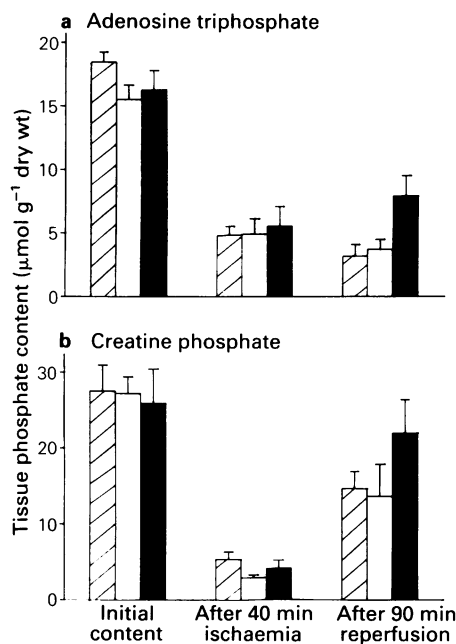 a Adenosine triphosphate
20
15
10
5
0
b Creatine phosphate
30
20
10
0
Tissue phosphate content (μmol g⁻¹ dry wt)
Initial After 40 min After 90 min
content ischaemia reperfusion